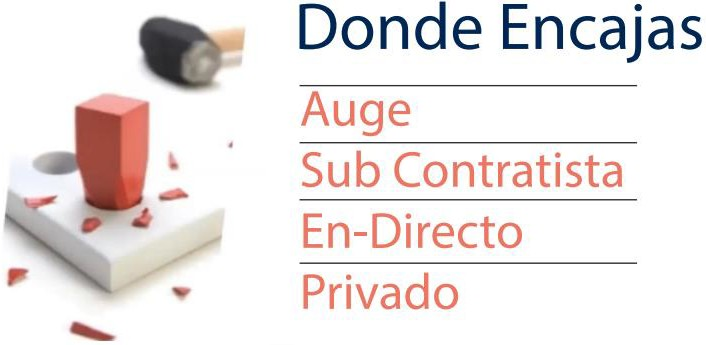 Donde Encajas
Auge
Sub Contratista
En-Directo
Privado